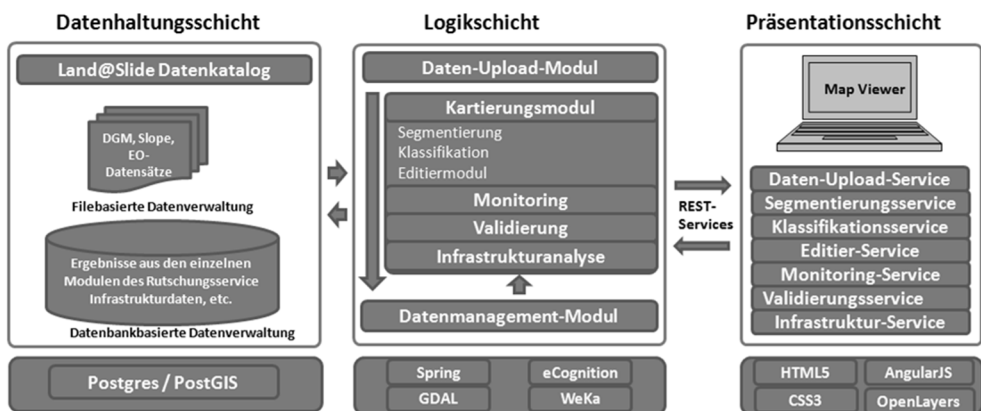 Datenhaltungsschicht
Land@Slide Datenkatalog
DGM, Slope,
EO-
Datensätze
Filebasierte Datenverwaltung
Ergebnisse aus den einzelnen
Modulen des Rutschungsservice
Infrastrukturdaten, etc.
Datenbankbasierte Datenverwaltung
Postgres / PostGIS
Logikschicht
Daten-Upload-Modul
Kartierungsmodul
Segmentierung
Klassifikation
Editiermodul
Monitoring
Validierung
Infrastrukturanalyse
Datenmanagement-Modul
Spring
eCognition
GDAL
WeKa
REST-
Services
Präsentationsschicht
Map Viewer
Daten-Upload-Service
Segmentierungsservice
Klassifikationsservice
Editier-Service
Monitoring-Service
Validierungsservice
Infrastruktur-Service
HTML5
AngularJS
CSS3
OpenLayers